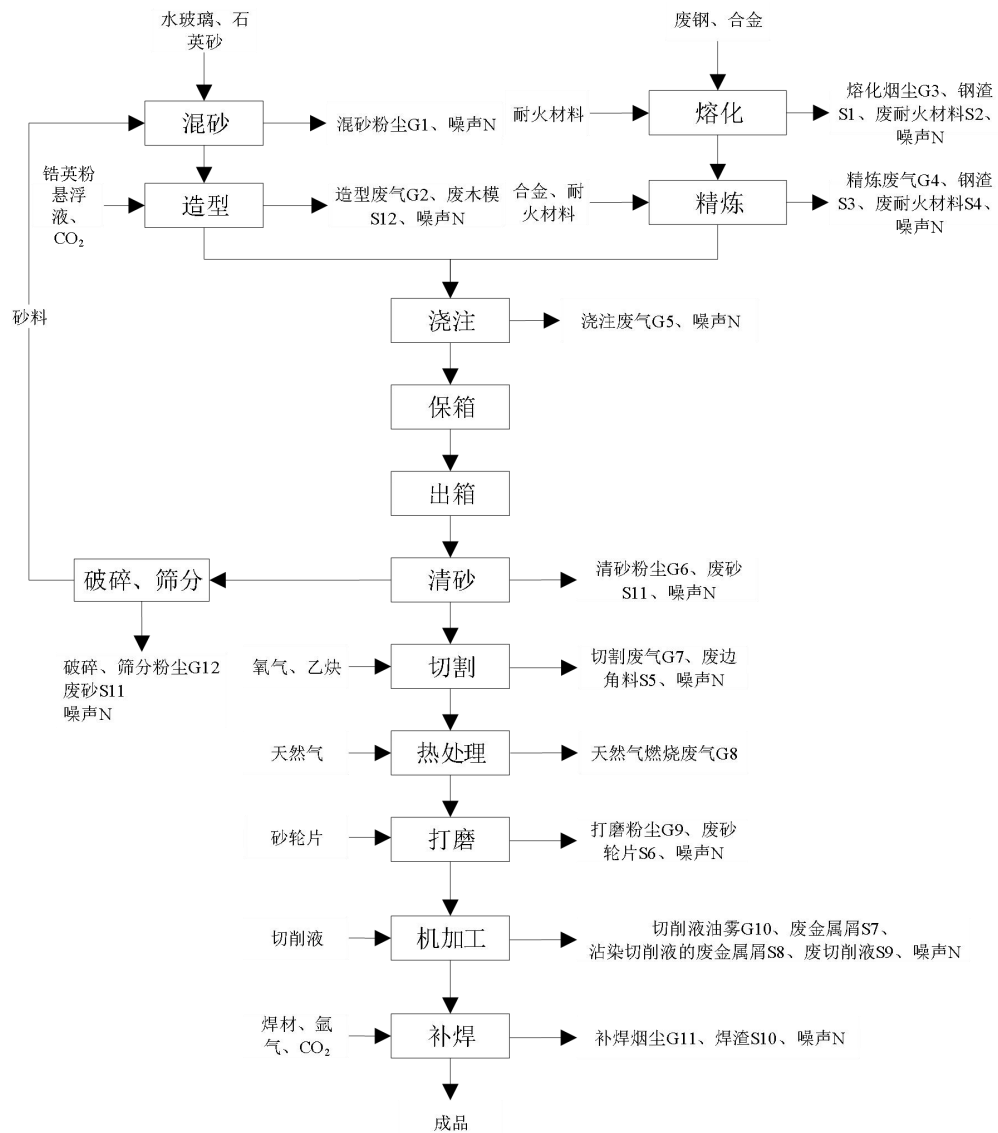 水玻璃、石
英砂
废钢、合金
混砂
混砂粉尘G1、噪声N
耐火材料
熔化
熔化烟尘G3、钢渣
S1、废耐火材料S2、
噪声N
锆英粉
悬浮
液、
CO₂
造型
造型废气G2、废木模
S12、噪声N
合金、耐
火材料
精炼
精炼废气G4、钢渣
S3、废耐火材料S4、
噪声N
砂料
浇注
浇注废气G5、噪声N
保箱
出箱
破碎、筛分
清砂
清砂粉尘G6、废砂
S11、噪声N
破碎、筛分粉尘G12
废砂S11
噪声N
氧气、乙炔
切割
切割废气G7、废边
角料S5、噪声N
天然气
热处理
天然气燃烧废气G8
砂轮片
打磨
打磨粉尘G9、废砂
轮片S6、噪声N
切削液
机加工
切削液油雾G10、废金属屑S7、
沾染切削液的废金属屑S8、废切削液S9、噪声N
焊材、氩
气、CO₂
补焊
补焊烟尘G11、焊渣S10、噪声N
成品